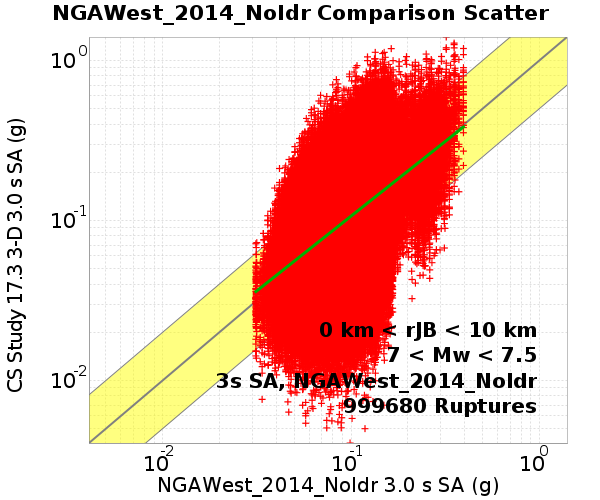 NGAWest_2014_NoIdr Comparison Scatter
CS Study 17.3 3-D 3.0 s SA (g)
10^0
10^-1
10^-2
0 km < rJB < 10 km
7 < Mw < 7.5
3s SA, NGAWest_2014_NoIdr
999680 Ruptures
10^-2 10^-1 10^0
NGAWest_2014_NoIdr 3.0 s SA (g)